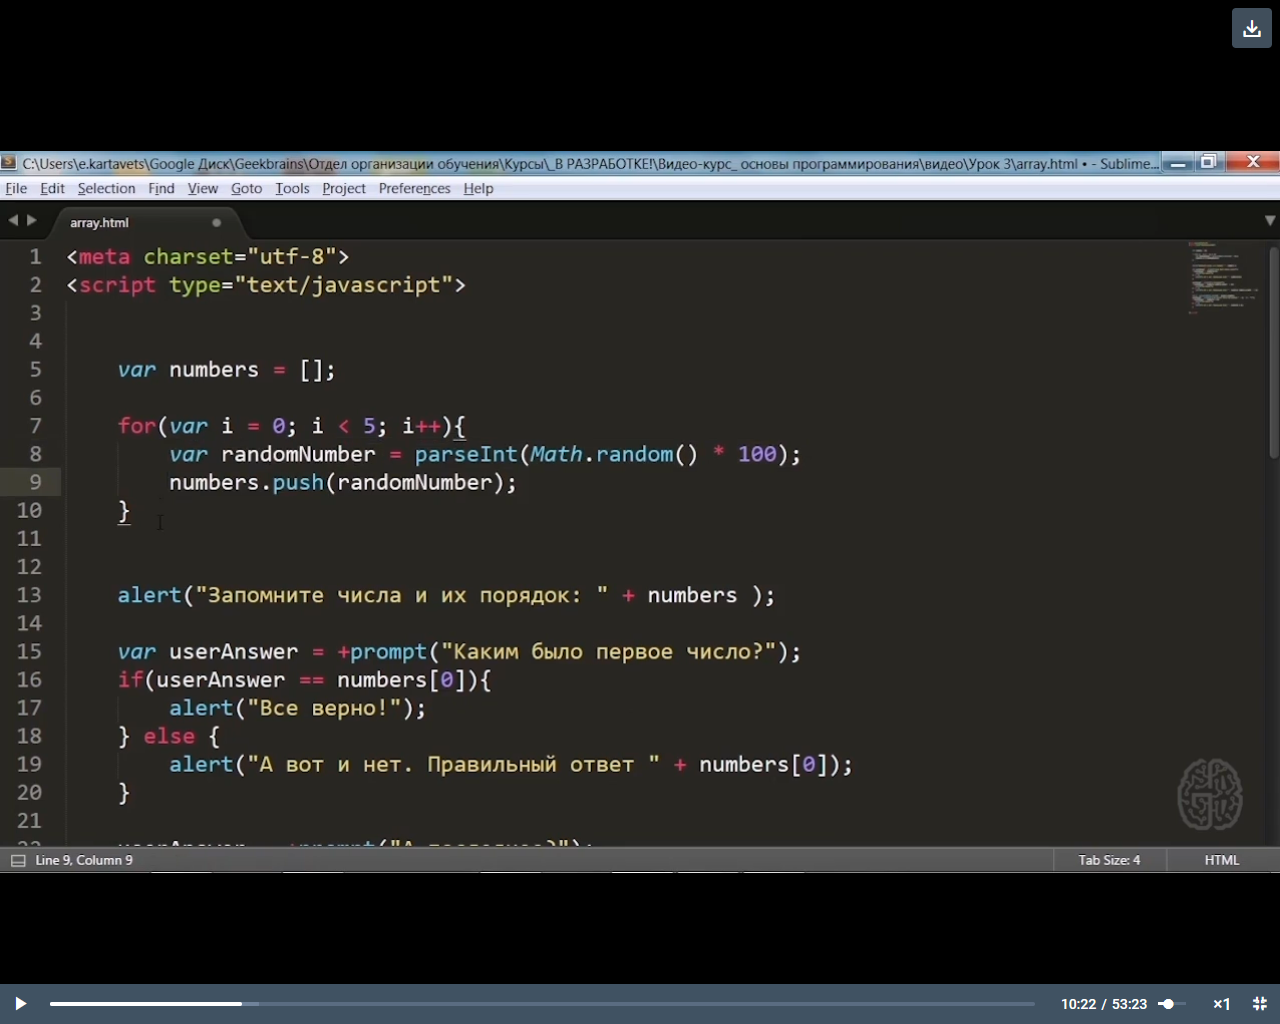 C:\Users\e.kartavets\Google Диск\Geekbrains\Отдел организации обучения\Курсы\_В РАЗРАБОТКЕ!\Видео-курс_ основы программирования\видео\Урок 3\array.html • - Sublime...
File Edit Selection Find View Goto Tools Project Preferences Help
array.html
1 <meta charset="utf-8">
2 <script type="text/javascript">
3
4
5 var numbers = [];
6
7 for(var i = 0; i < 5; i++){
8 var randomNumber = parseInt(Math.random() * 100);
9 numbers.push(randomNumber);
10 }
11
12
13 alert("Запомните числа и их порядок: " + numbers );
14
15 var userAnswer = +prompt("Каким было первое число?");
16 if(userAnswer == numbers[0]){
17 alert("Все верно!");
18 } else {
19 alert("А вот и нет. Правильный ответ " + numbers[0]);
20 }
21
Line 9, Column 9 Tab Size: 4 HTML
10:22 / 53:23 ×1